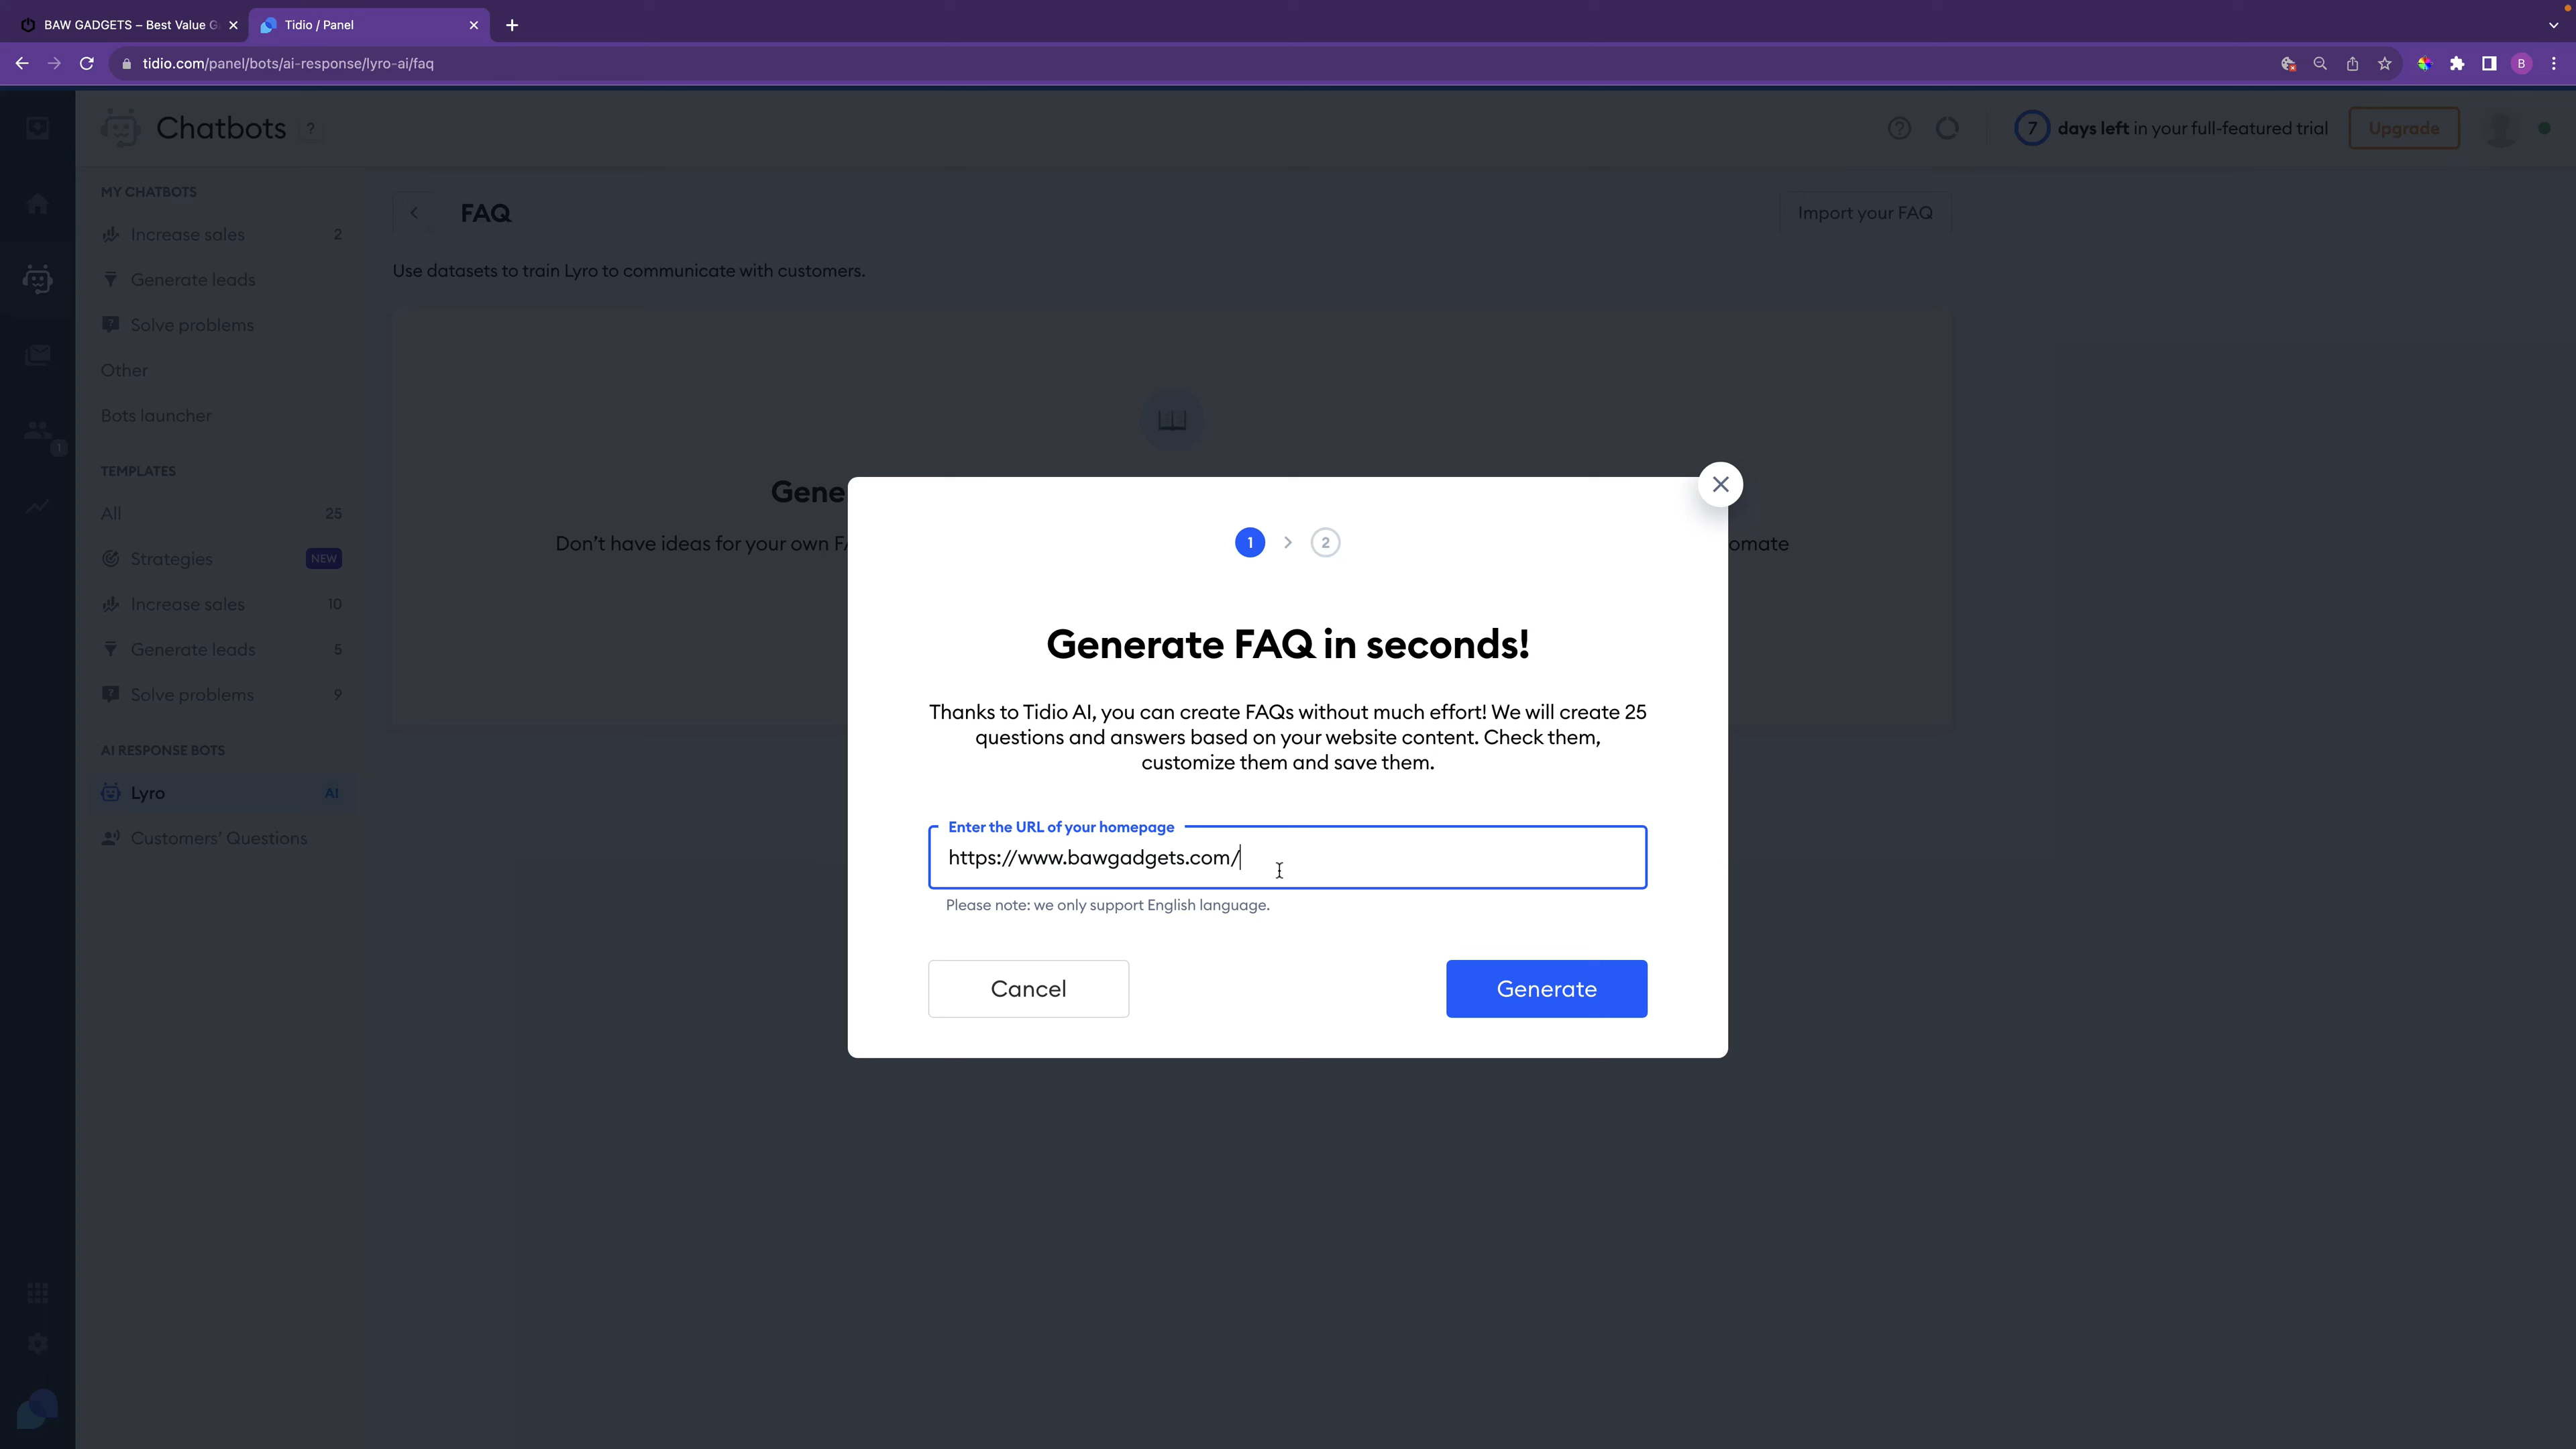 BAW GADGETS – Best Value G
Tidio / Panel
tidio.com/panel/bots/ai-response/lyro-ai/faq
B
Chatbots ?
7 days left in your full-featured trial
Upgrade
MY CHATBOTS
Increase sales 2
Generate leads
Solve problems
Other
Bots launcher
1
TEMPLATES
All 25
Strategies NEW
Increase sales 10
Generate leads 5
Solve problems 9
AI RESPONSE BOTS
Lyro AI
Customers' Questions
FAQ
Import your FAQ
Use datasets to train Lyro to communicate with customers.
Gene
Don't have ideas for your own FA
omate
1 > 2
Generate FAQ in seconds!
Thanks to Tidio AI, you can create FAQs without much effort! We will create 25
questions and answers based on your website content. Check them,
customize them and save them.
Enter the URL of your homepage
https://www.bawgadgets.com/
Please note: we only support English language.
Cancel
Generate